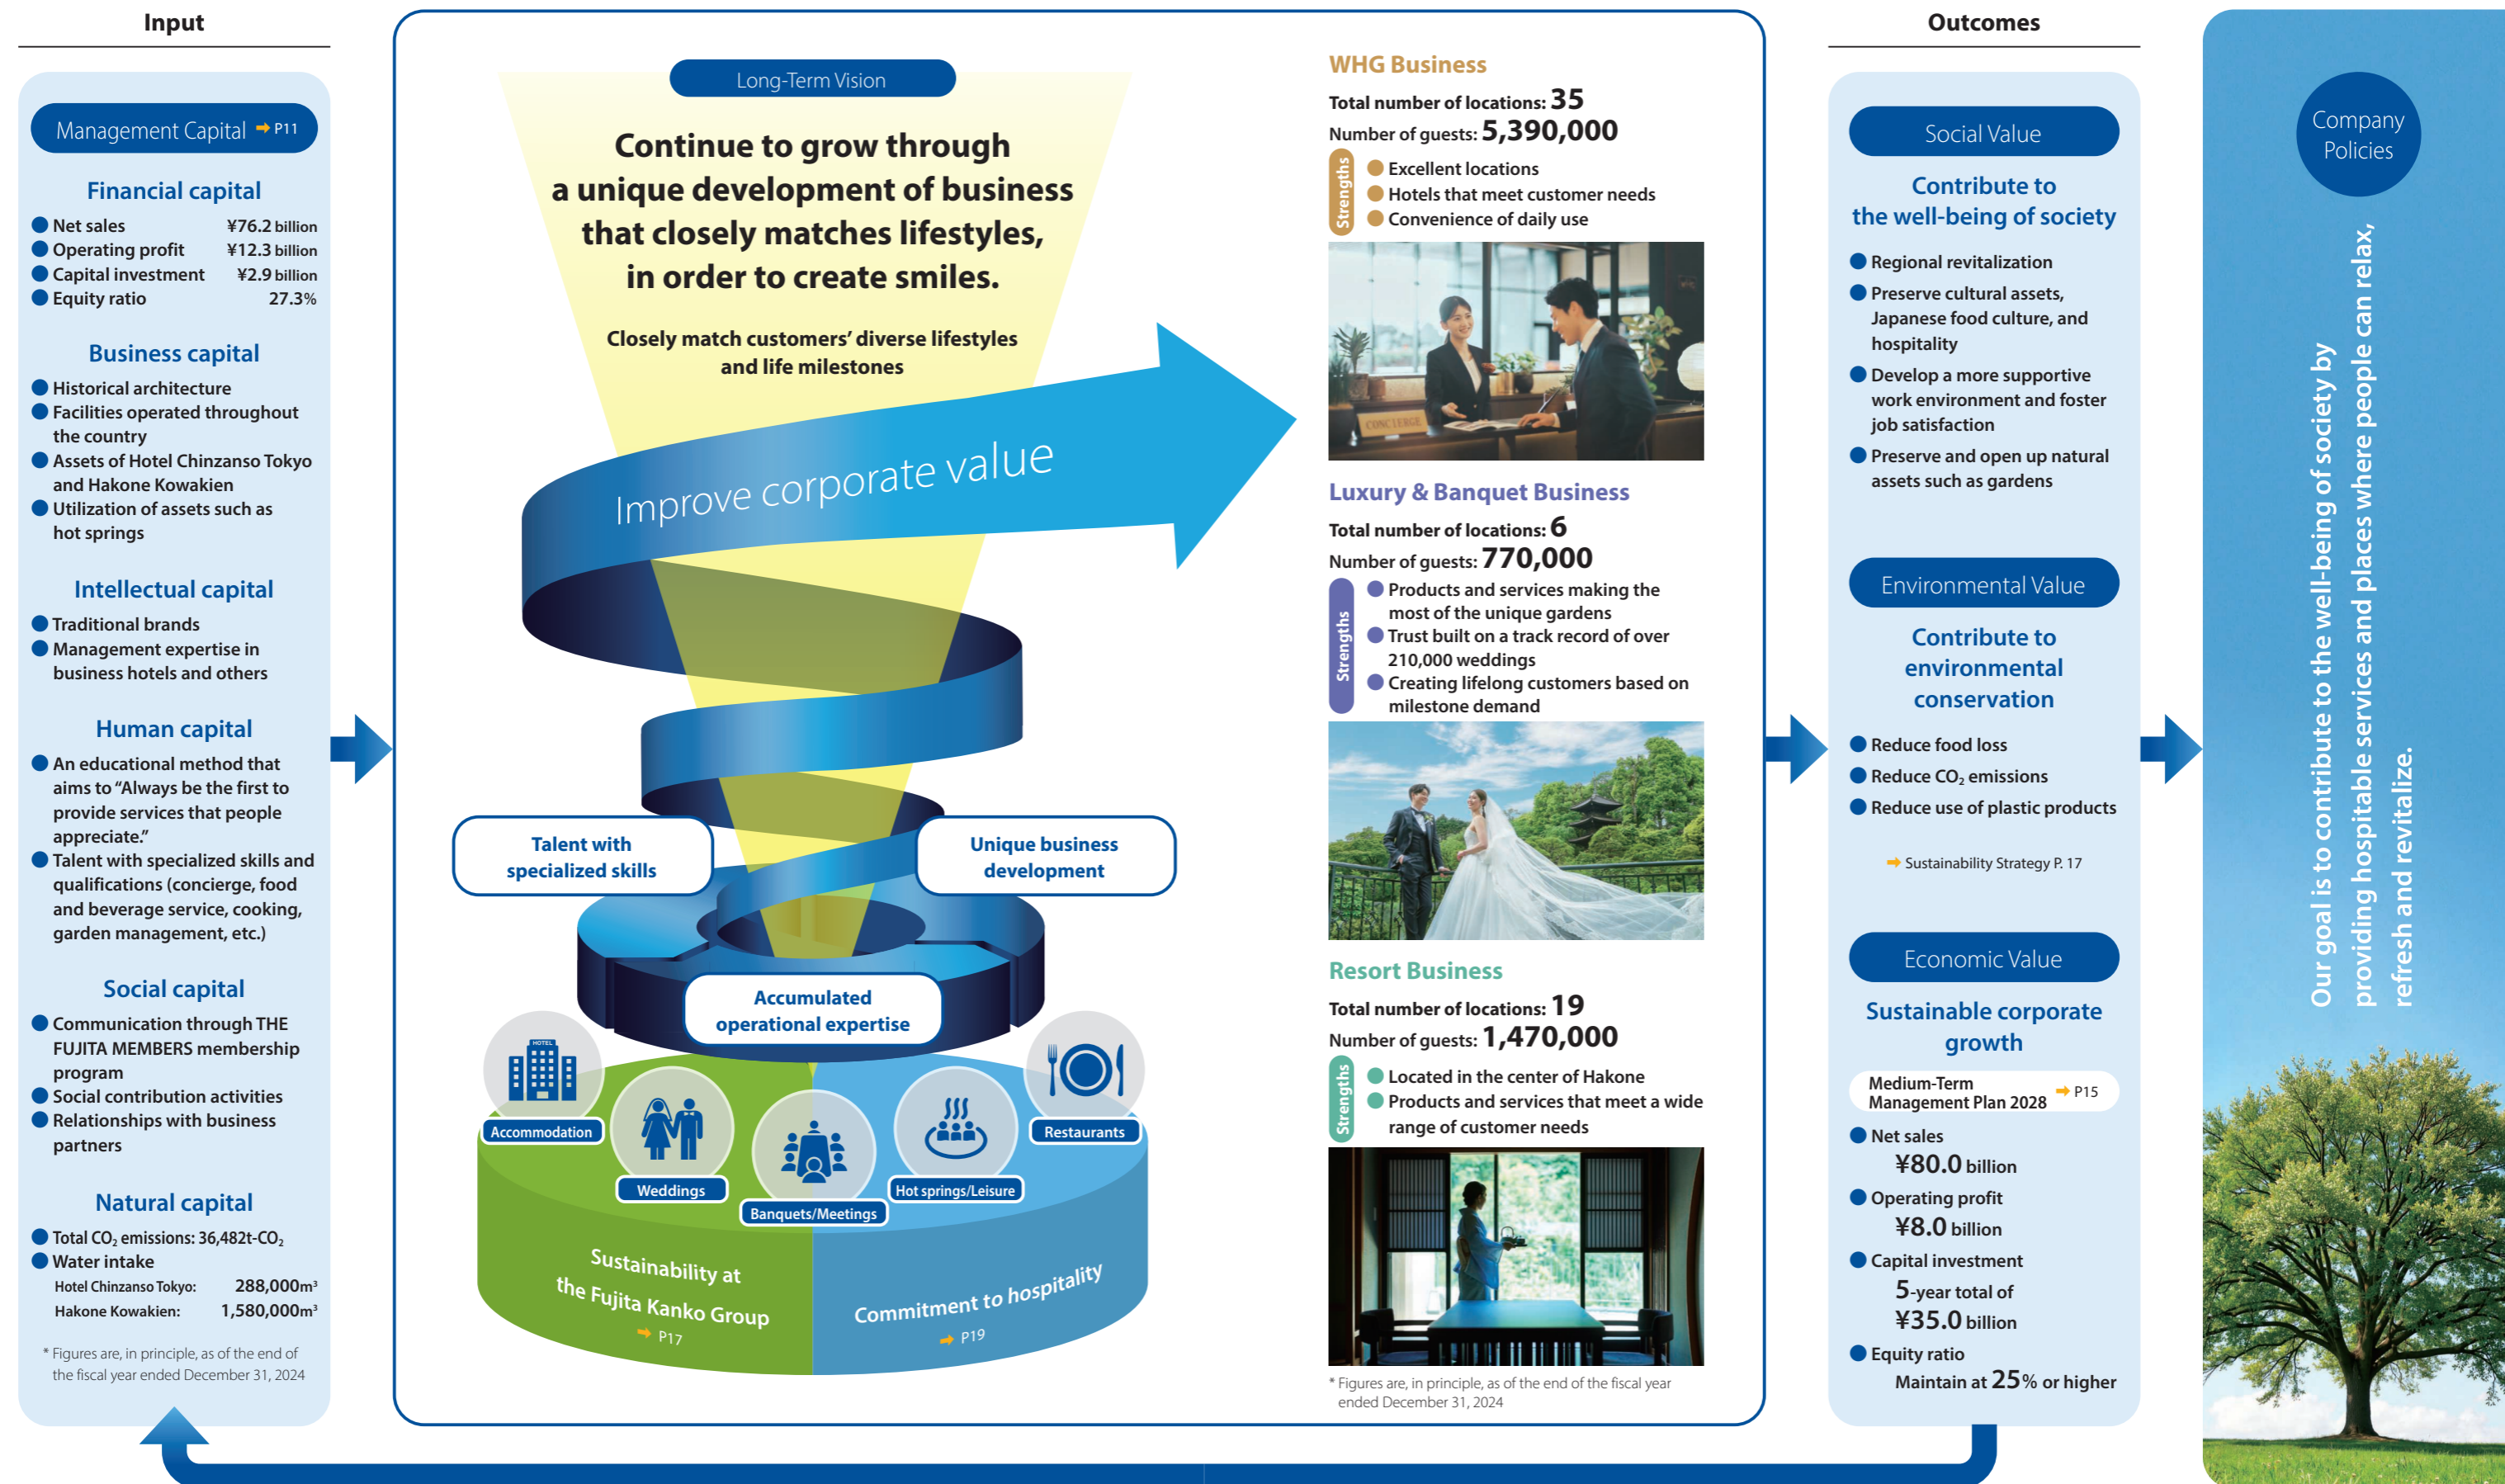 Input
Management Capital ➡ P11
Financial capital
● Net sales ¥76.2 billion
● Operating profit ¥12.3 billion
● Capital investment ¥2.9 billion
● Equity ratio 27.3%
Business capital
● Historical architecture
● Facilities operated throughout
the country
● Assets of Hotel Chinzanso Tokyo
and Hakone Kowakien
● Utilization of assets such as
hot springs
Intellectual capital
● Traditional brands
● Management expertise in
business hotels and others
Human capital
● An educational method that
aims to “Always be the first to
provide services that people
appreciate.”
● Talent with specialized skills and
qualifications (concierge, food
and beverage service, cooking,
garden management, etc.)
Social capital
● Communication through THE
FUJITA MEMBERS membership
program
● Social contribution activities
● Relationships with business
partners
Natural capital
● Total CO₂ emissions: 36,482t-CO₂
● Water intake
Hotel Chinzanso Tokyo: 288,000m³
Hakone Kowakien: 1,580,000m³
* Figures are, in principle, as of the end of
the fiscal year ended December 31, 2024
Long-Term Vision
Continue to grow through
a unique development of business
that closely matches lifestyles,
in order to create smiles.
Closely match customers’ diverse lifestyles
and life milestones
Improve corporate value
Talent with
specialized skills
Unique business
development
Accumulated
operational expertise
HOTEL
Accommodation
Weddings
Banquets/Meetings
Hot springs/Leisure
Restaurants
Sustainability at
the Fujita Kanko Group
➡ P17
Commitment to hospitality
➡ P19
WHG Business
Total number of locations: 35
Number of guests: 5,390,000
Strengths
● Excellent locations
● Hotels that meet customer needs
● Convenience of daily use
CONCIERGE
Luxury & Banquet Business
Total number of locations: 6
Number of guests: 770,000
Strengths
● Products and services making the
most of the unique gardens
● Trust built on a track record of over
210,000 weddings
● Creating lifelong customers based on
milestone demand
Resort Business
Total number of locations: 19
Number of guests: 1,470,000
Strengths
● Located in the center of Hakone
● Products and services that meet a wide
range of customer needs
* Figures are, in principle, as of the end of the fiscal year
ended December 31, 2024
Outcomes
Social Value
Contribute to
the well-being of society
● Regional revitalization
● Preserve cultural assets,
Japanese food culture, and
hospitality
● Develop a more supportive
work environment and foster
job satisfaction
● Preserve and open up natural
assets such as gardens
Environmental Value
Contribute to
environmental
conservation
● Reduce food loss
● Reduce CO₂ emissions
● Reduce use of plastic products
➡ Sustainability Strategy P. 17
Economic Value
Sustainable corporate
growth
Medium-Term
Management Plan 2028 ➡ P15
● Net sales
¥80.0 billion
● Operating profit
¥8.0 billion
● Capital investment
5-year total of
¥35.0 billion
● Equity ratio
Maintain at 25% or higher
Company
Policies
Our goal is to contribute to the well-being of society by
providing hospitable services and places where people can relax,
refresh and revitalize.